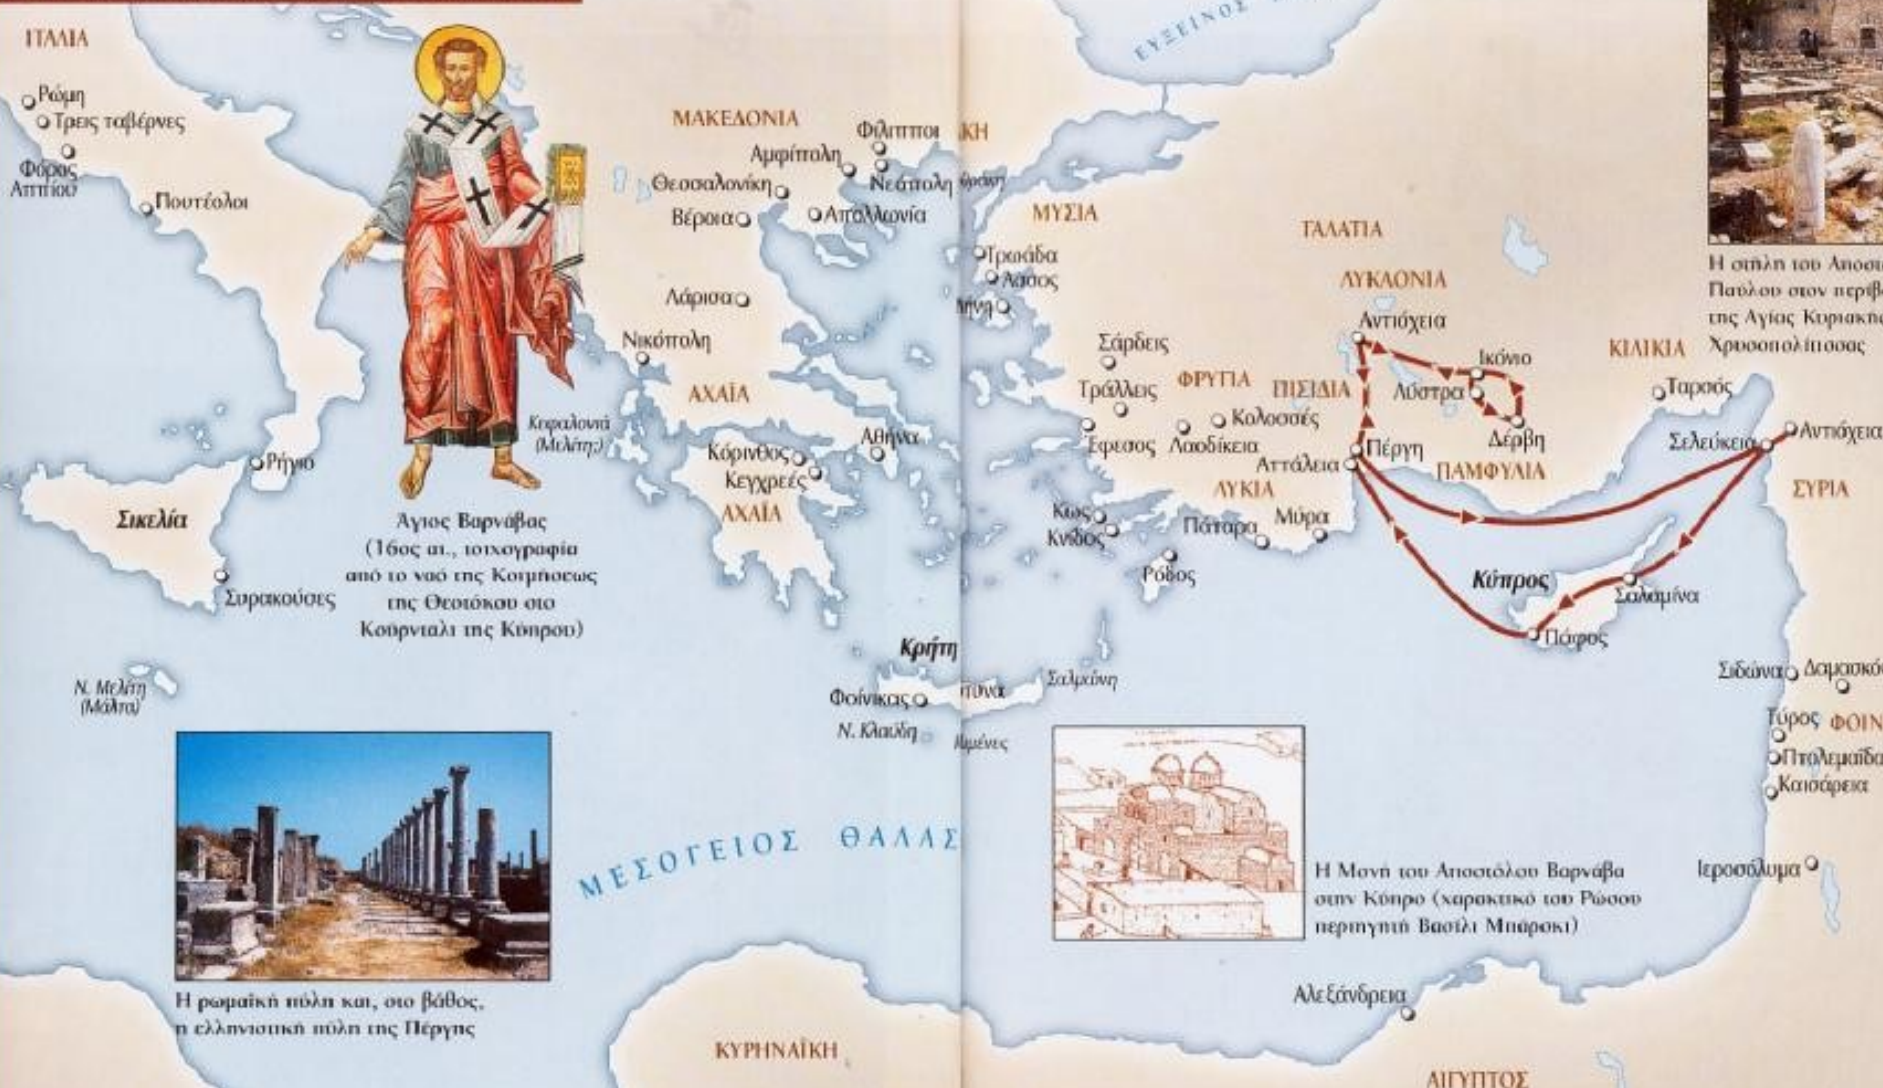 ΙΤΑΛΙΑ
Ρώμη
Τρεις ταβέρνες
Φόρος
Αππίου
Πουτέολοι
Ρήγιο
Σικελία
Συρακούσες
Ν. Μελίτη
(Μάλτα)
Άγιος Βαρνάβας
(16ος αι., τοιχογραφία
από το ναό της Κοιμήσεως
της Θεοτόκου στο
Κούρνταλι της Κύπρου)
ΜΑΚΕΔΟΝΙΑ
Φίλιπποι
Αμφίπολη
Νεάπολη
Θεσσαλονίκη
Απολλωνία
Βέροια
Λάρισα
Νικόπολη
ΑΧΑΪΑ
Κεφαλονιά
(Μελίτη;)
Αθήνα
Κόρινθος
Κεγχρεές
ΑΧΑΪΑ
Κρήτη
Φοίνικας
Ν. Κλαύδη
Σαλμώνη
ΜΕΣΟΓΕΙΟΣ ΘΑΛΑΣ
Η ρωμαϊκή πόλη και, στο βάθος,
η ελληνιστική πόλη της Πέργης
ΚΥΡΗΝΑΪΚΗ
ΕΥΞΕΙΝΟΣ
ΚΗ
ΜΥΣΙΑ
Τρωάδα
Άσσος
ΓΑΛΑΤΙΑ
ΛΥΚΑΟΝΙΑ
Αντιόχεια
Ικόνιο
Λύστρα
Δέρβη
ΚΙΛΙΚΙΑ
Ταρσός
Σάρδεις
Τράλλεις
ΦΡΥΓΙΑ
ΠΙΣΙΔΙΑ
Κολοσσές
Έφεσος
Λαοδίκεια
Πέργη
Αττάλεια
ΠΑΜΦΥΛΙΑ
ΛΥΚΙΑ
Σελεύκεια
Αντιόχεια
ΣΥΡΙΑ
Κως
Κνίδος
Πάταρα
Μύρα
Ρόδος
Κύπρος
Σαλαμίνα
Πάφος
Σιδώνα
Δαμασκό
Τύρος
ΦΟΙΝ
Πτολεμαΐδα
Καισάρεια
Ιεροσόλυμα
Η Μονή του Αποστόλου Βαρνάβα
στην Κύπρο (χαρακτικό του Ρώσου
περιηγητή Βασίλι Μπάρσκι)
Αλεξάνδρεια
ΑΙΓΥΠΤΟΣ
Η στήλη του Αποστ
Παύλου στον περίβ
της Αγίας Κυριακής
Χρυσοπολίτισσας